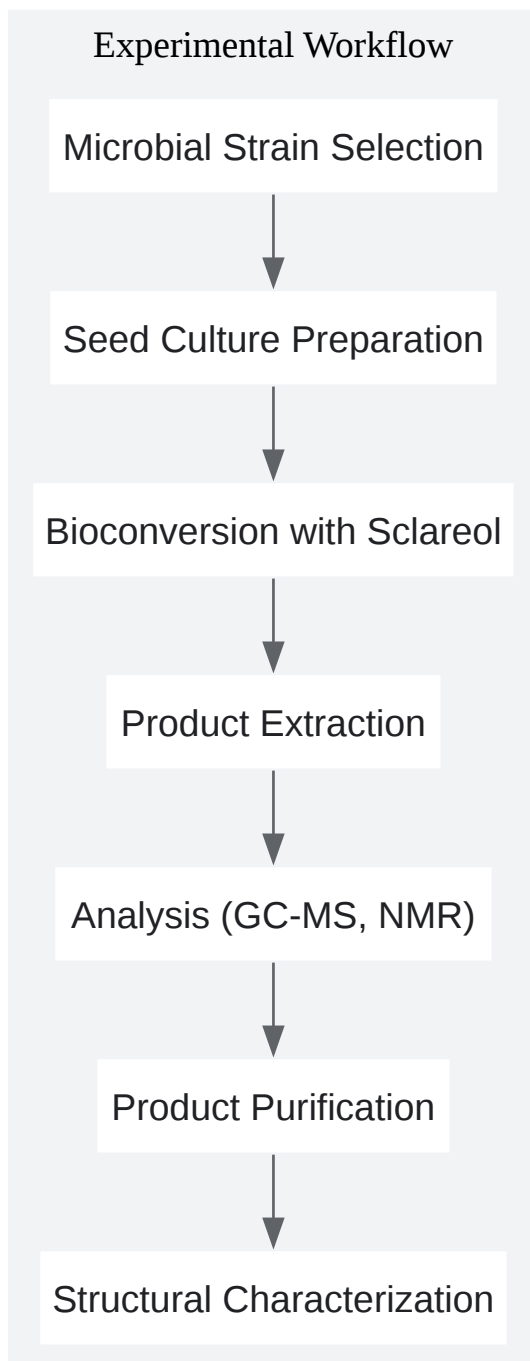 Experimental Workflow
Microbial Strain Selection
Seed Culture Preparation
Bioconversion with Sclareol
Product Extraction
Analysis (GC-MS, NMR)
Product Purification
Structural Characterization